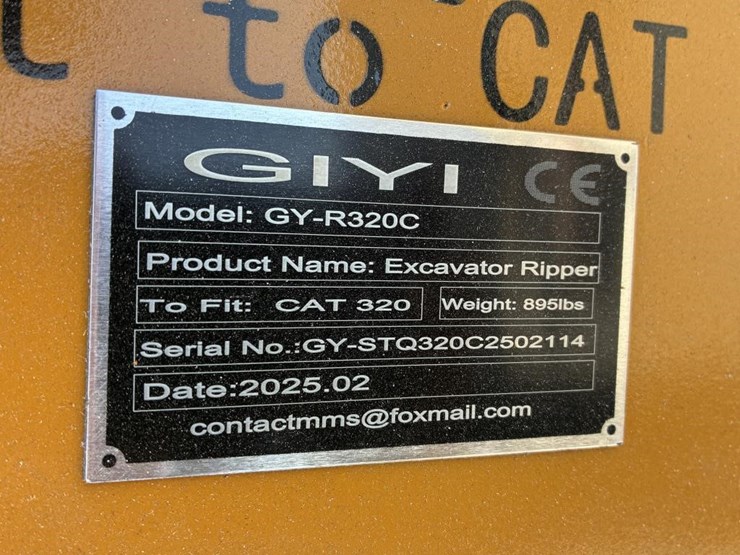 to CAT
GIYI CE
Model: GY-R320C
Product Name: Excavator Ripper
To Fit: CAT 320 Weight: 895lbs
Serial No.:GY-STQ320C2502114
Date:2025.02
contactmms@foxmail.com